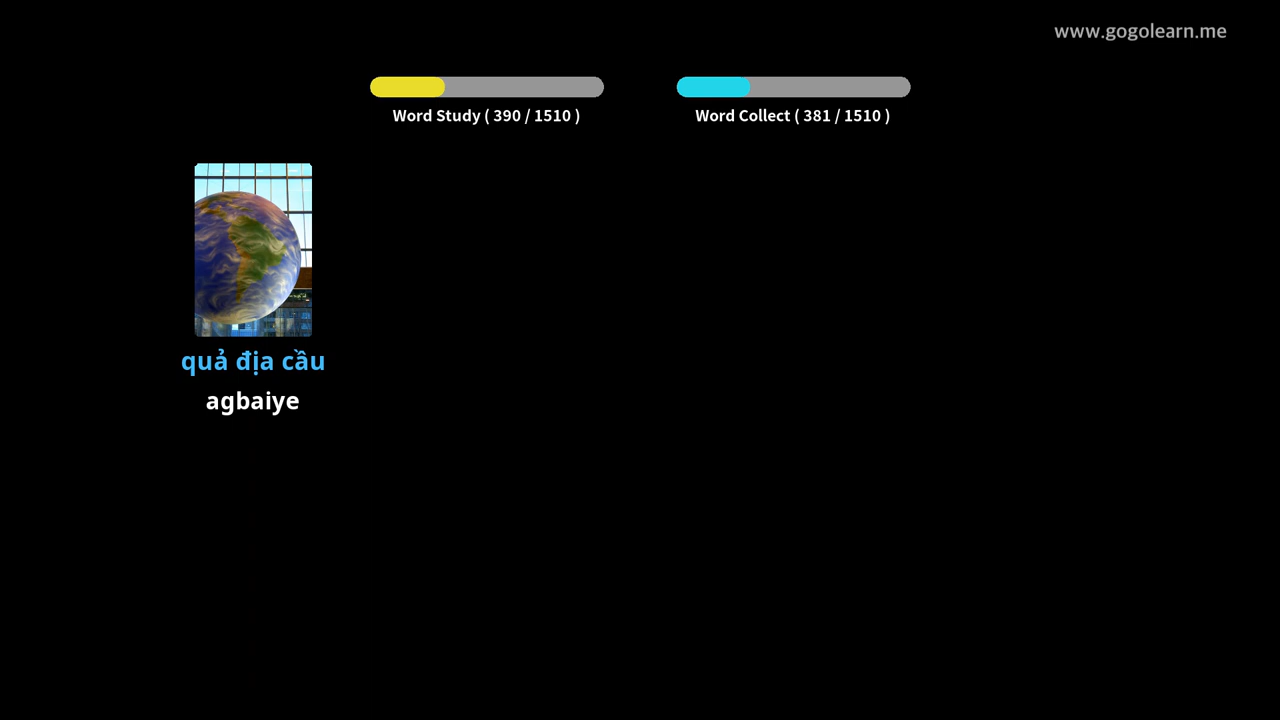 www.gogolearn.me
Word Study ( 390 / 1510 )
Word Collect ( 381 / 1510 )
quả địa cầu
agbaiye